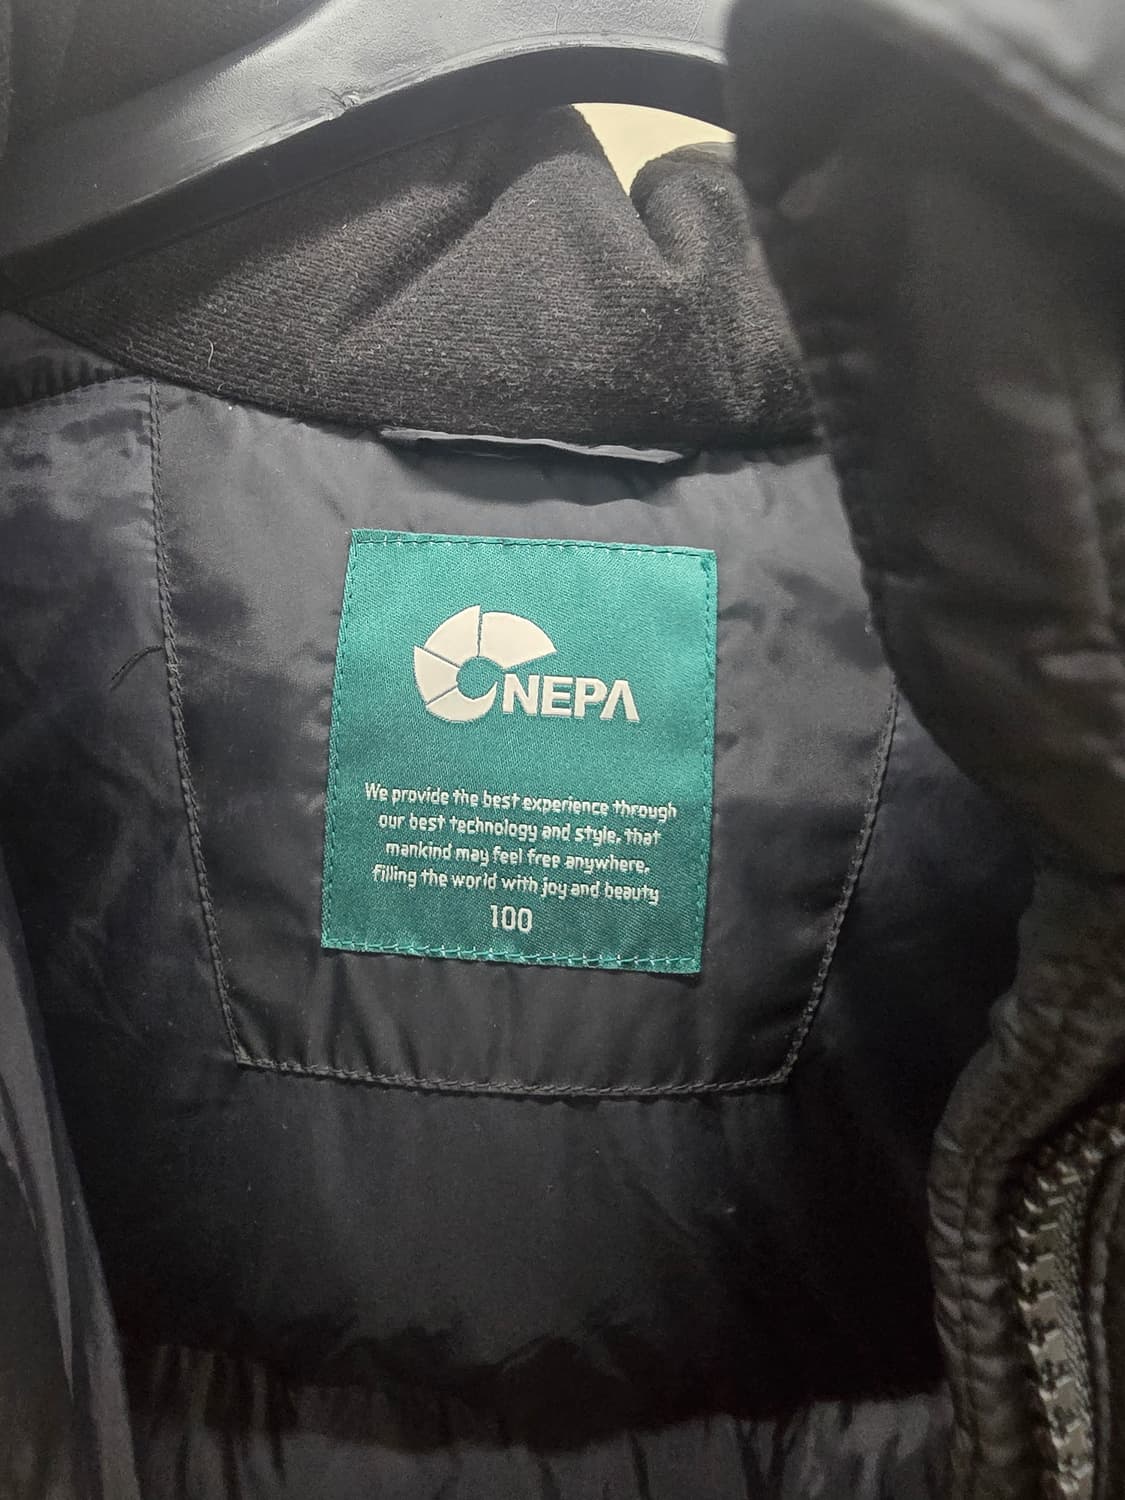 NEPA
We provide the best experience through
our best technology and style, that
mankind may feel free anywhere,
filling the world with joy and beauty
100